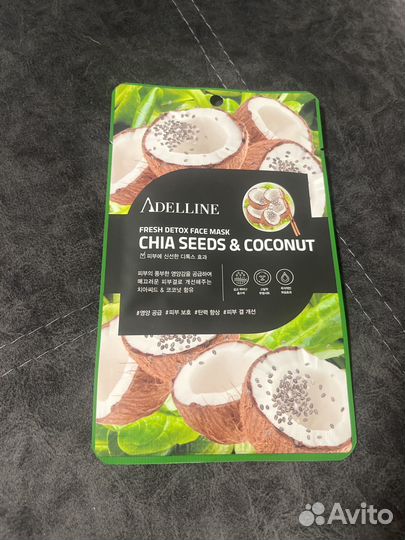 ADELLINE
FRESH DETOX FACE MASK
CHIA SEEDS & COCONUT
피부에 신선한 디톡스 효과
피부의 풍부한 영양감을 공급하여
매끄러운 피부결로 개선해주는
치아씨드 & 코코넛 함유
#영양 공급 #피부 보호 #탄력 향상 #피부 결 개선
Avito